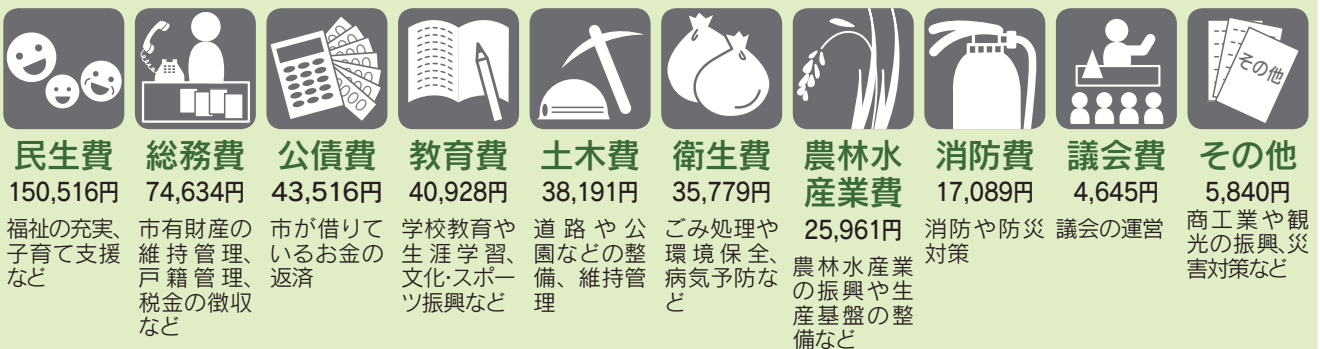 その他
民生費
150,516円
福祉の充実、
子育て支援
など
総務費
74,634円
市有財産の
維持管理、
戸籍管理、
税金の徴収
など
公債費
43,516円
市が借りて
いるお金の
返済
教育費
40,928円
学校教育や
生涯学習、
文化・スポー
ツ振興など
土木費
38,191円
道路や公
園などの整
備、維持管
理
衛生費
35,779円
ごみ処理や
環境保全、
病気予防な
ど
農林水
産業費
25,961円
農林水産業
の振興や生
産基盤の整
備など
消防費
17,089円
消防や防災
対策
議会費
4,645円
議会の運営
その他
5,840円
商工業や観
光の振興、災
害対策など